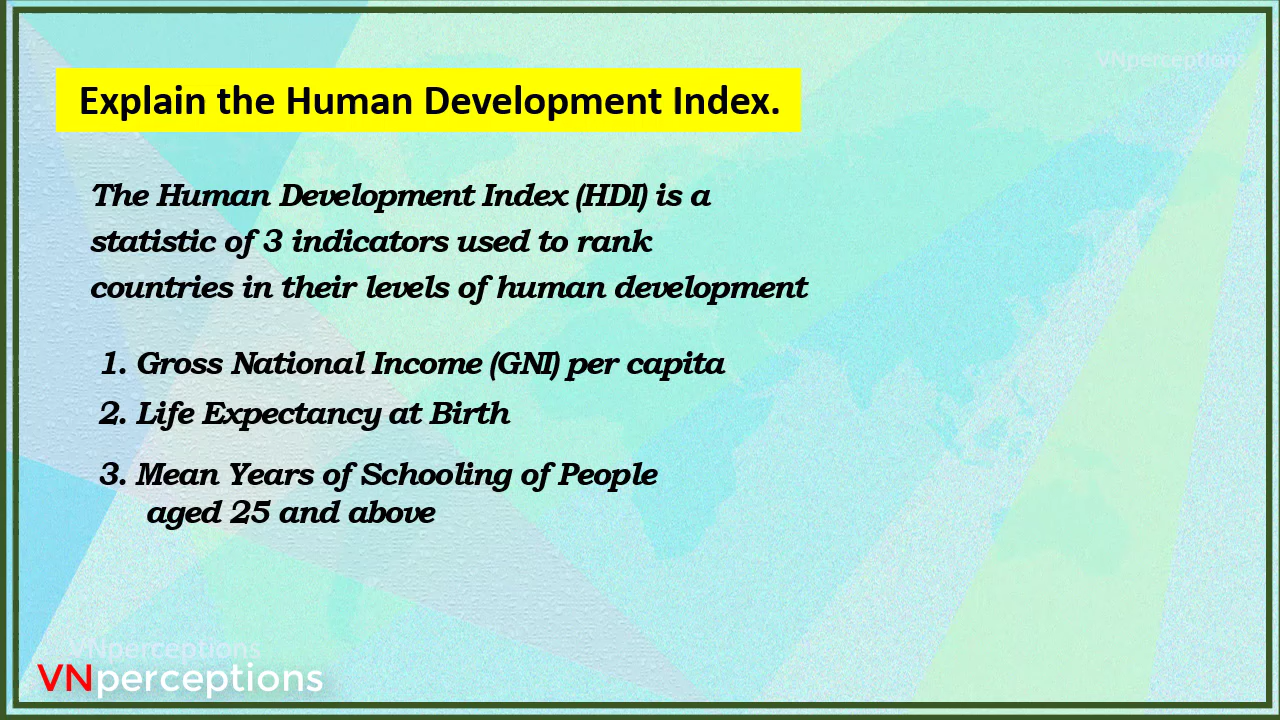 VNperception
Explain the Human Development Index.
The Human Development Index (HDI) is a
statistic of 3 indicators used to rank
countries in their levels of human development
1. Gross National Income (GNI) per capita
2. Life Expectancy at Birth
3. Mean Years of Schooling of People
aged 25 and above
VNperceptions
VNperceptions